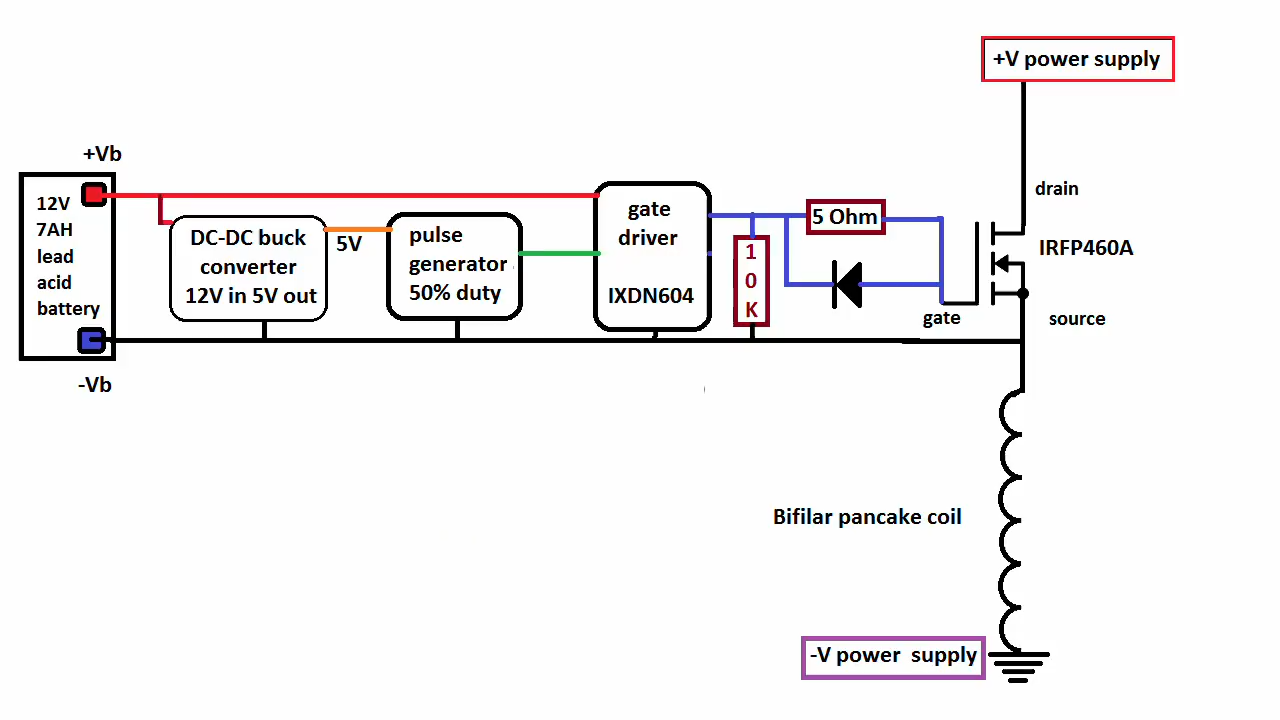 +V power supply
+Vb
12V
7AH
lead
acid
battery
-Vb
DC-DC buck
converter
12V in 5V out
5V
pulse
generator
50% duty
gate
driver
IXDN604
1
0
K
5 Ohm
drain
IRFP460A
gate
source
Bifilar pancake coil
-V power  supply